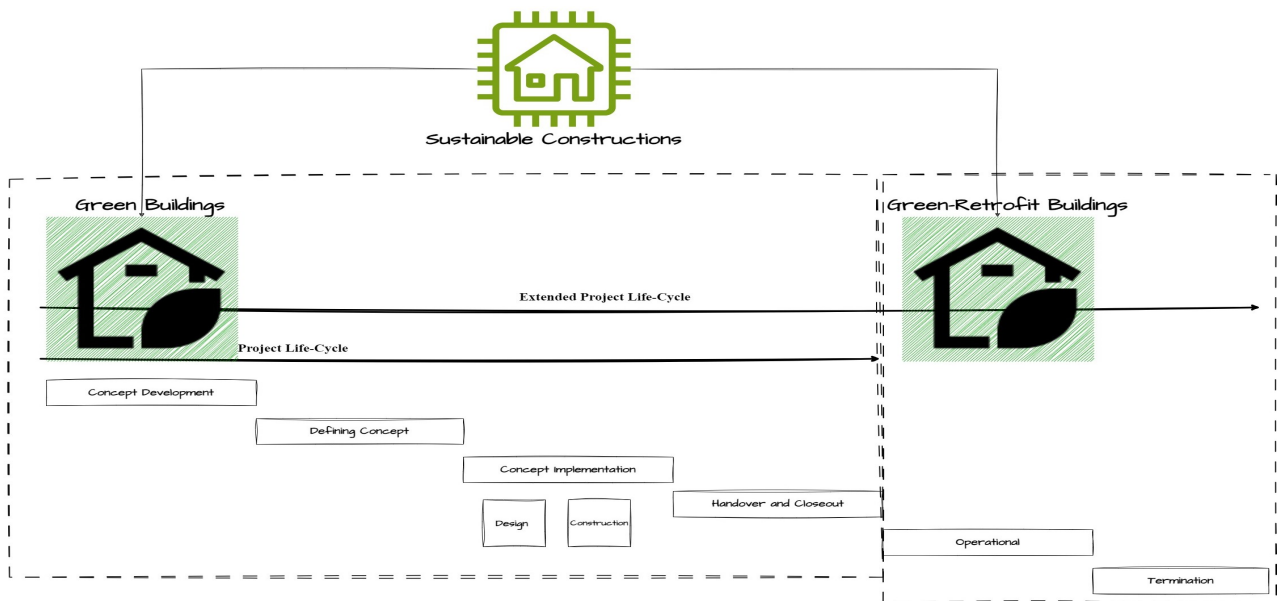 Sustainable Constructions
Green Buildings
Green-Retrofit Buildings
Extended Project Life-Cycle
Project Life-Cycle
Concept Development
Defining Concept
Concept Implementation
Handover and Closeout
Design
Construction
Operational
Termination